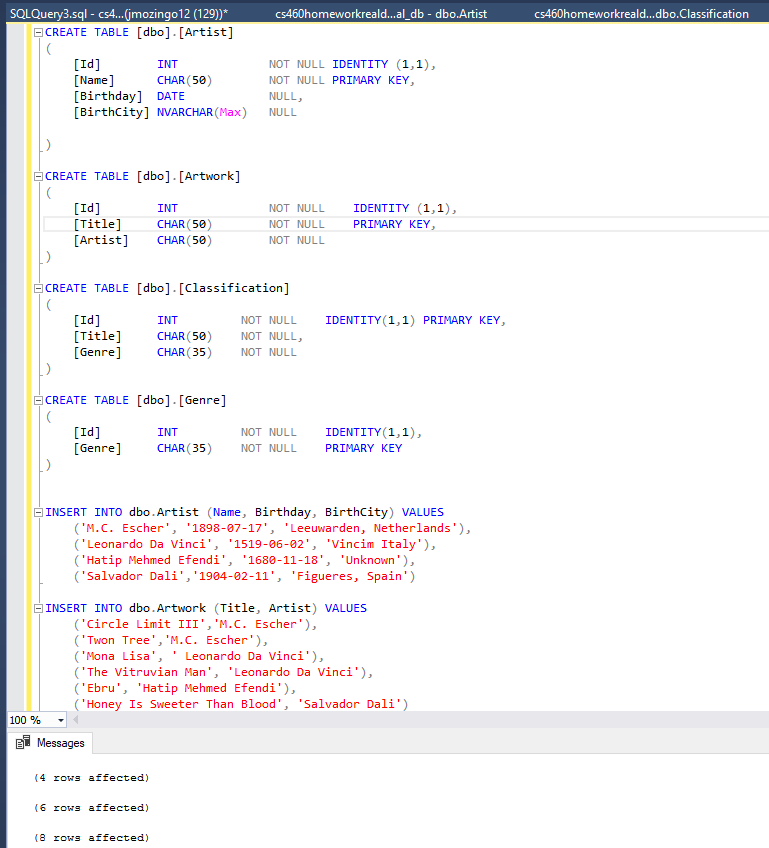 SQLQuery3.sql - cs4...(jmozingo12 (129))* cs460homeworkreald...al_db - dbo.Artist cs460homeworkreald...dbo.Classification
CREATE TABLE [dbo].[Artist]
(
[Id] INT NOT NULL IDENTITY (1,1),
[Name] CHAR(50) NOT NULL PRIMARY KEY,
[Birthday] DATE NULL,
[BirthCity] NVARCHAR(Max) NULL
)
CREATE TABLE [dbo].[Artwork]
(
[Id] INT NOT NULL IDENTITY (1,1),
[Title] CHAR(50) NOT NULL PRIMARY KEY,
[Artist] CHAR(50) NOT NULL
)
CREATE TABLE [dbo].[Classification]
(
[Id] INT NOT NULL IDENTITY(1,1) PRIMARY KEY,
[Title] CHAR(50) NOT NULL,
[Genre] CHAR(35) NOT NULL
)
CREATE TABLE [dbo].[Genre]
(
[Id] INT NOT NULL IDENTITY(1,1),
[Genre] CHAR(35) NOT NULL PRIMARY KEY
)
INSERT INTO dbo.Artist (Name, Birthday, BirthCity) VALUES
('M.C. Escher', '1898-07-17', 'Leeuwarden, Netherlands'),
('Leonardo Da Vinci', '1519-06-02', 'Vincim Italy'),
('Hatip Mehmed Efendi', '1680-11-18', 'Unknown'),
('Salvador Dali','1904-02-11', 'Figueres, Spain')
INSERT INTO dbo.Artwork (Title, Artist) VALUES
('Circle Limit III','M.C. Escher'),
('Twon Tree','M.C. Escher'),
('Mona Lisa', ' Leonardo Da Vinci'),
('The Vitruvian Man', 'Leonardo Da Vinci'),
('Ebru', 'Hatip Mehmed Efendi'),
('Honey Is Sweeter Than Blood', 'Salvador Dali')
100 %
Messages
(4 rows affected)
(6 rows affected)
(8 rows affected)